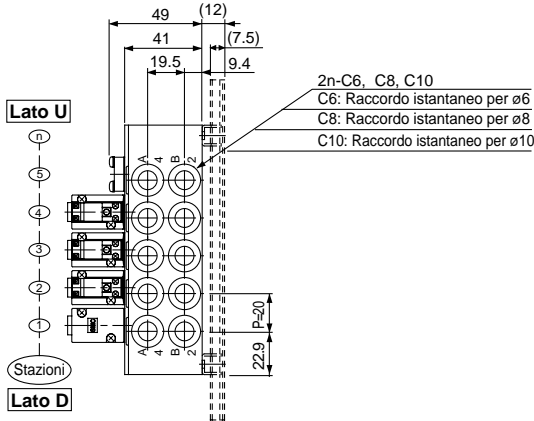 49
(12)
41
(7.5)
19.5
9.4
2n-C6, C8, C10
C6: Raccordo istantaneo per ø6
C8: Raccordo istantaneo per ø8
C10: Raccordo istantaneo per ø10
Lato U
n
5
4
3
2
1
Stazioni
Lato D
A
4
B
2
A
4
B
2
P=20
22.9